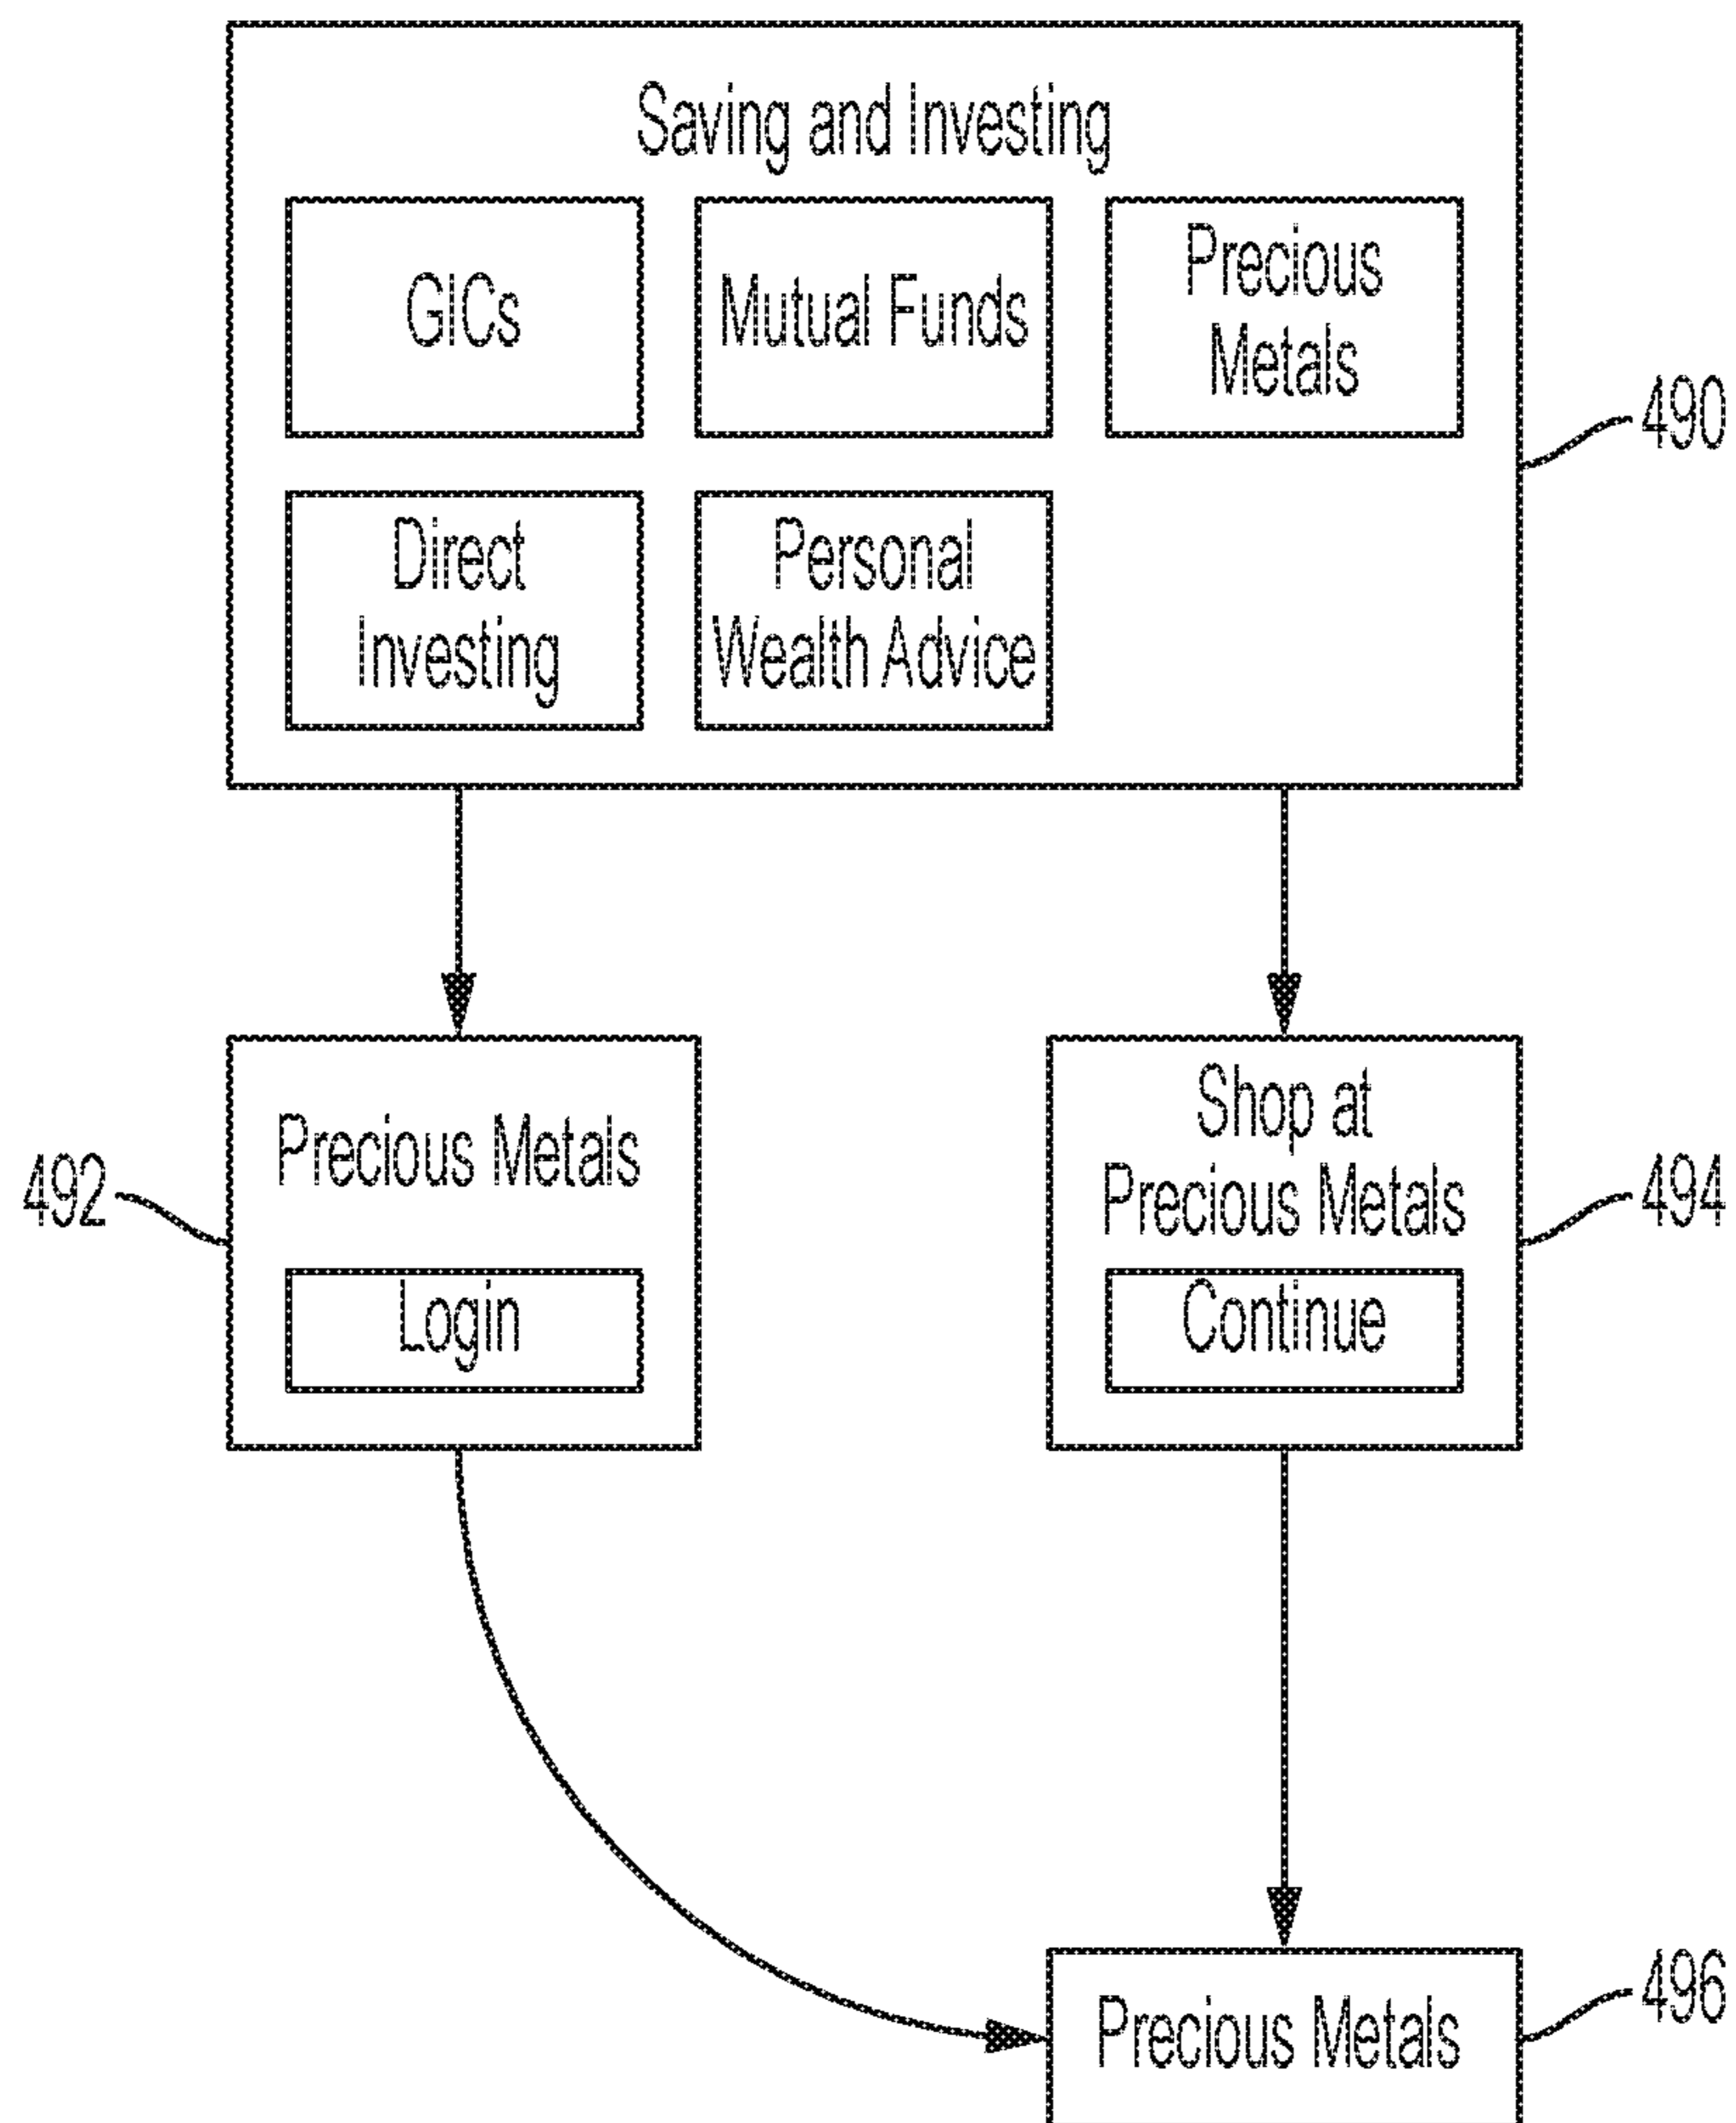 Saving and Investing
GICs
Mutual Funds
Precious
Metals
490
Direct
Investing
Personal
Wealth Advice
492
Precious Metals
Login
Shop at
Precious Metals
Continue
494
Precious Metals
496